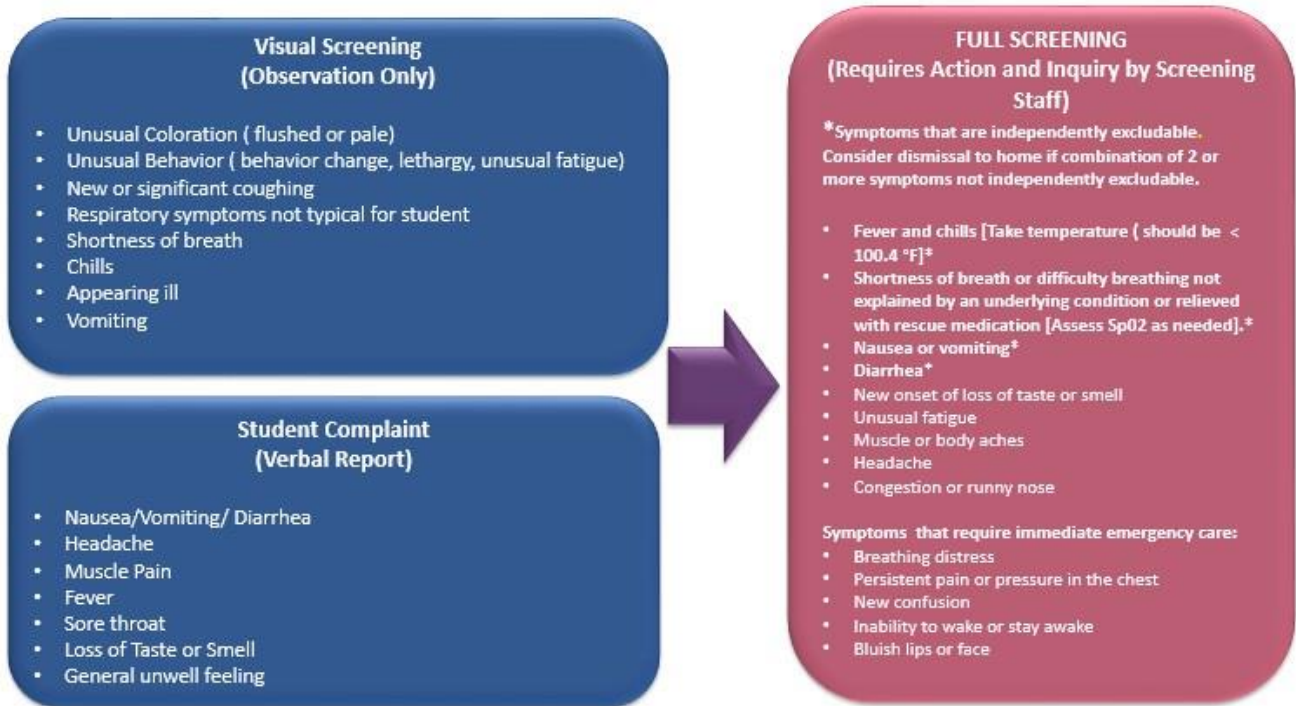 Visual Screening
(Observation Only)
• Unusual Coloration ( flushed or pale)
• Unusual Behavior ( behavior change, lethargy, unusual fatigue)
• New or significant coughing
• Respiratory symptoms not typical for student
• Shortness of breath
• Chills
• Appearing ill
• Vomiting
Student Complaint
(Verbal Report)
• Nausea/Vomiting/ Diarrhea
• Headache
• Muscle Pain
• Fever
• Sore throat
• Loss of Taste or Smell
• General unwell feeling
FULL SCREENING
(Requires Action and Inquiry by Screening
Staff)
*Symptoms that are independently excludable.
Consider dismissal to home if combination of 2 or
more symptoms not independently excludable.
• Fever and chills [Take temperature ( should be <
100.4 °F]*
• Shortness of breath or difficulty breathing not
explained by an underlying condition or relieved
with rescue medication [Assess Sp02 as needed].*
• Nausea or vomiting*
• Diarrhea*
• New onset of loss of taste or smell
• Unusual fatigue
• Muscle or body aches
• Headache
• Congestion or runny nose
Symptoms that require immediate emergency care:
• Breathing distress
• Persistent pain or pressure in the chest
• New confusion
• Inability to wake or stay awake
• Bluish lips or face